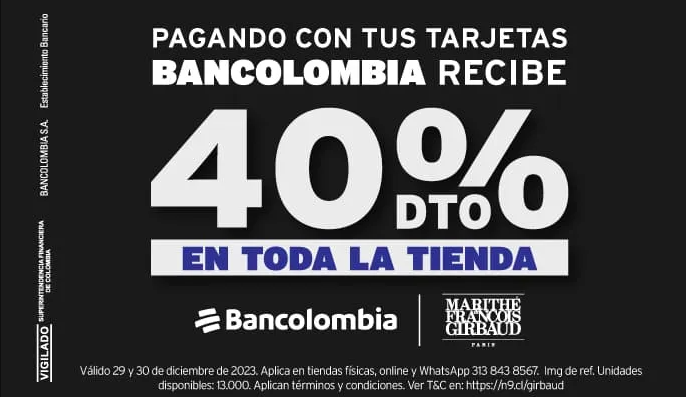 PAGANDO CON TUS TARJETAS
BANCOLOMBIA RECIBE
40%
DTO
EN TODA LA TIENDA
Bancolombia
MARITHÉ
FRANCOIS
GIRBAUD
PARIS
Válido 29 y 30 de diciembre de 2023. Aplica en tiendas físicas, online y WhatsApp 313 843 8567. Img de ref. Unidades
disponibles: 13.000. Aplican términos y condiciones. Ver T&C en: https://n9.cl/girbaud
BANCOLOMBIA S.A. Establecimiento Bancario
VIGILADO
SUPERINTENDENCIA FINANCIERA
DE COLOMBIA